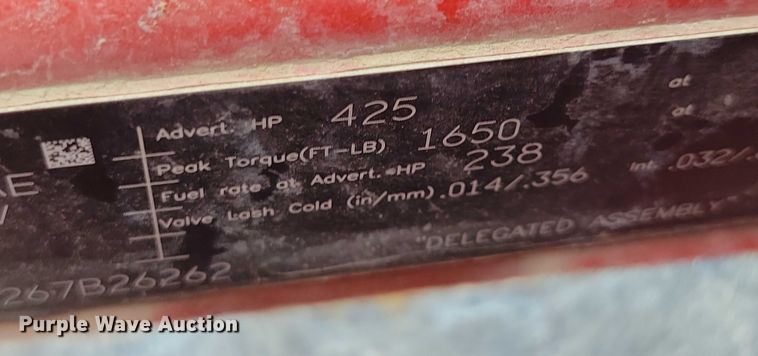 Advert. HP 425 at
Peak Torque(FT-LB) 1650 at
Fuel rate at Advert. HP 238
Valve Lash Cold (in/mm) .014/.356 Int. .032/.
"DELEGATED ASSEMBLY"
267B26262
Purple Wave Auction